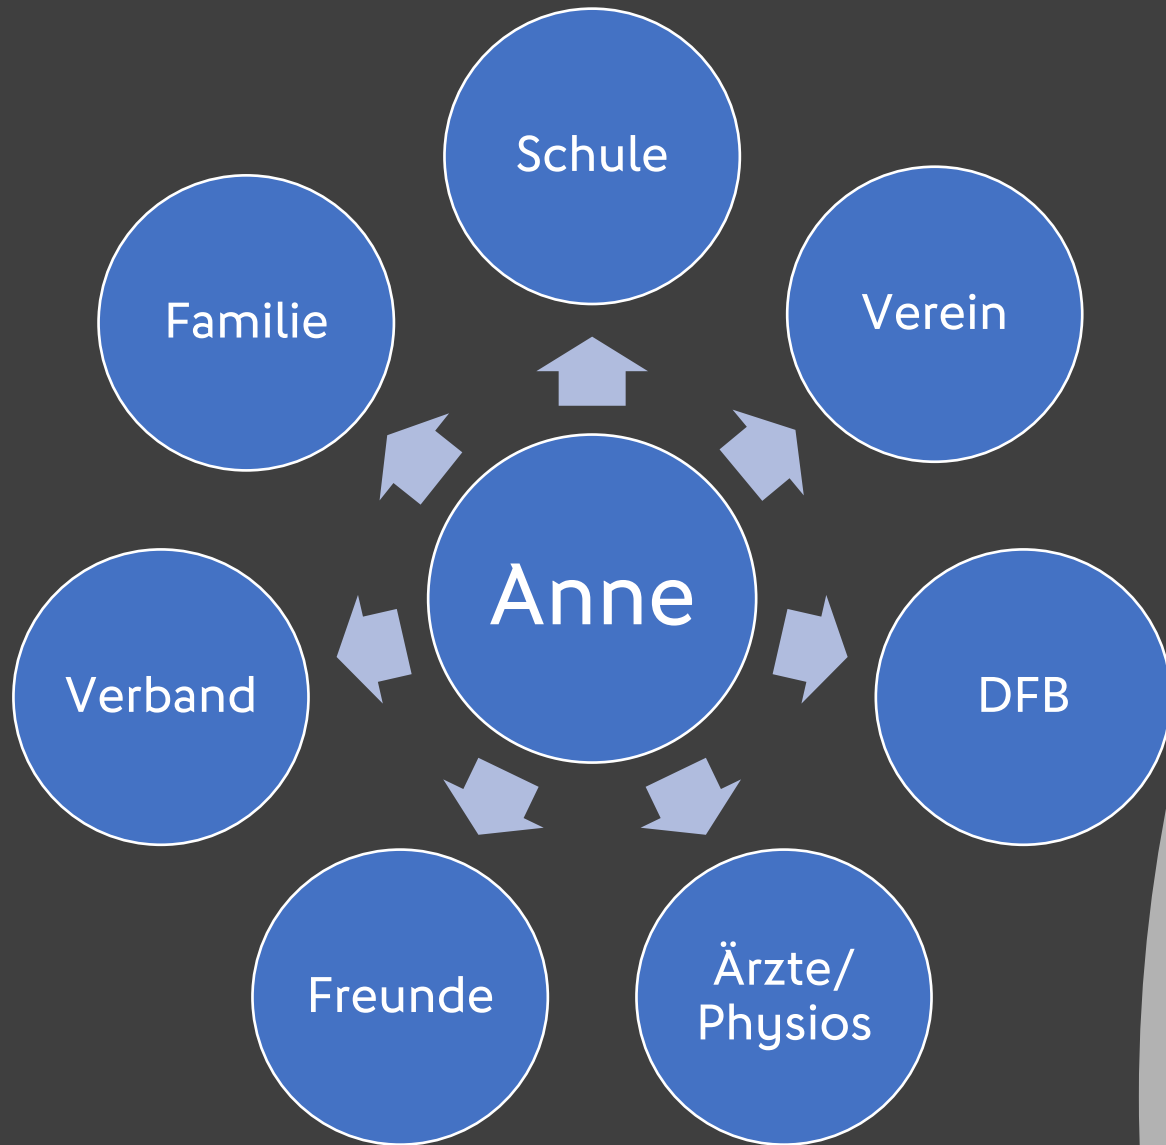 Schule
Familie
Verein
Anne
Verband
DFB
Freunde
Ärzte/
Physios